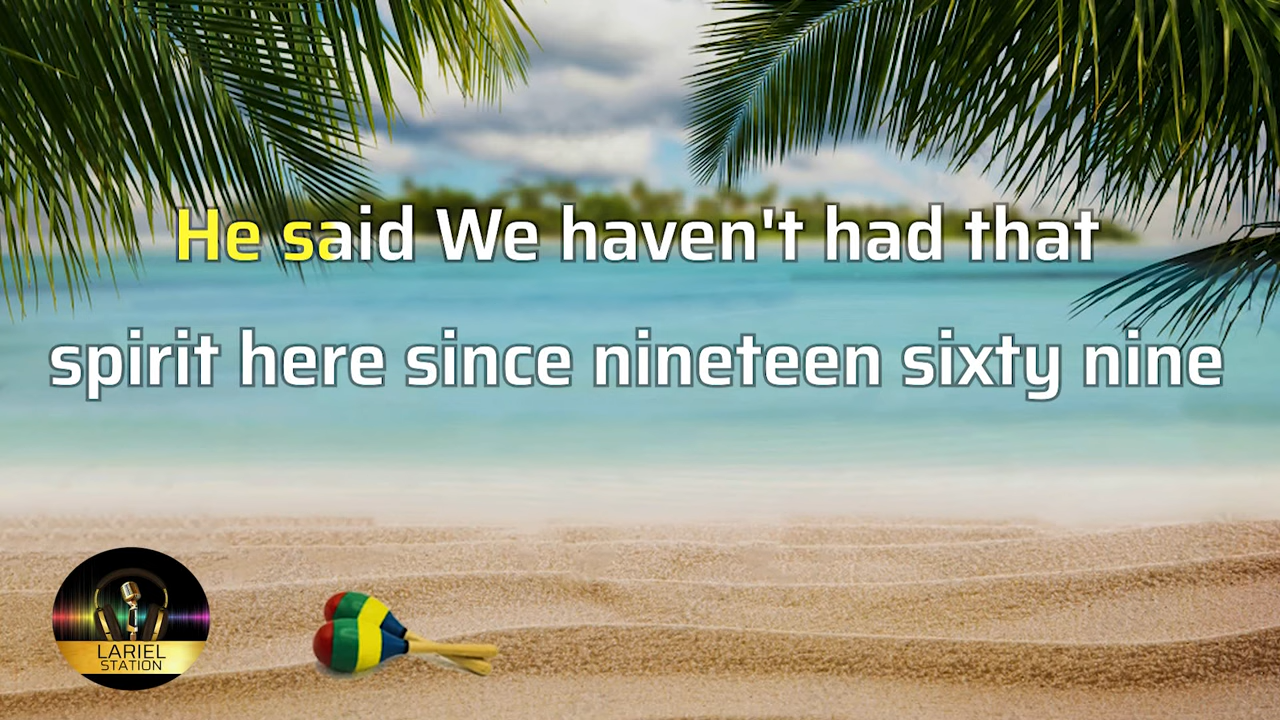 He said We haven't had that
spirit here since nineteen sixty nine
LARIEL
STATION